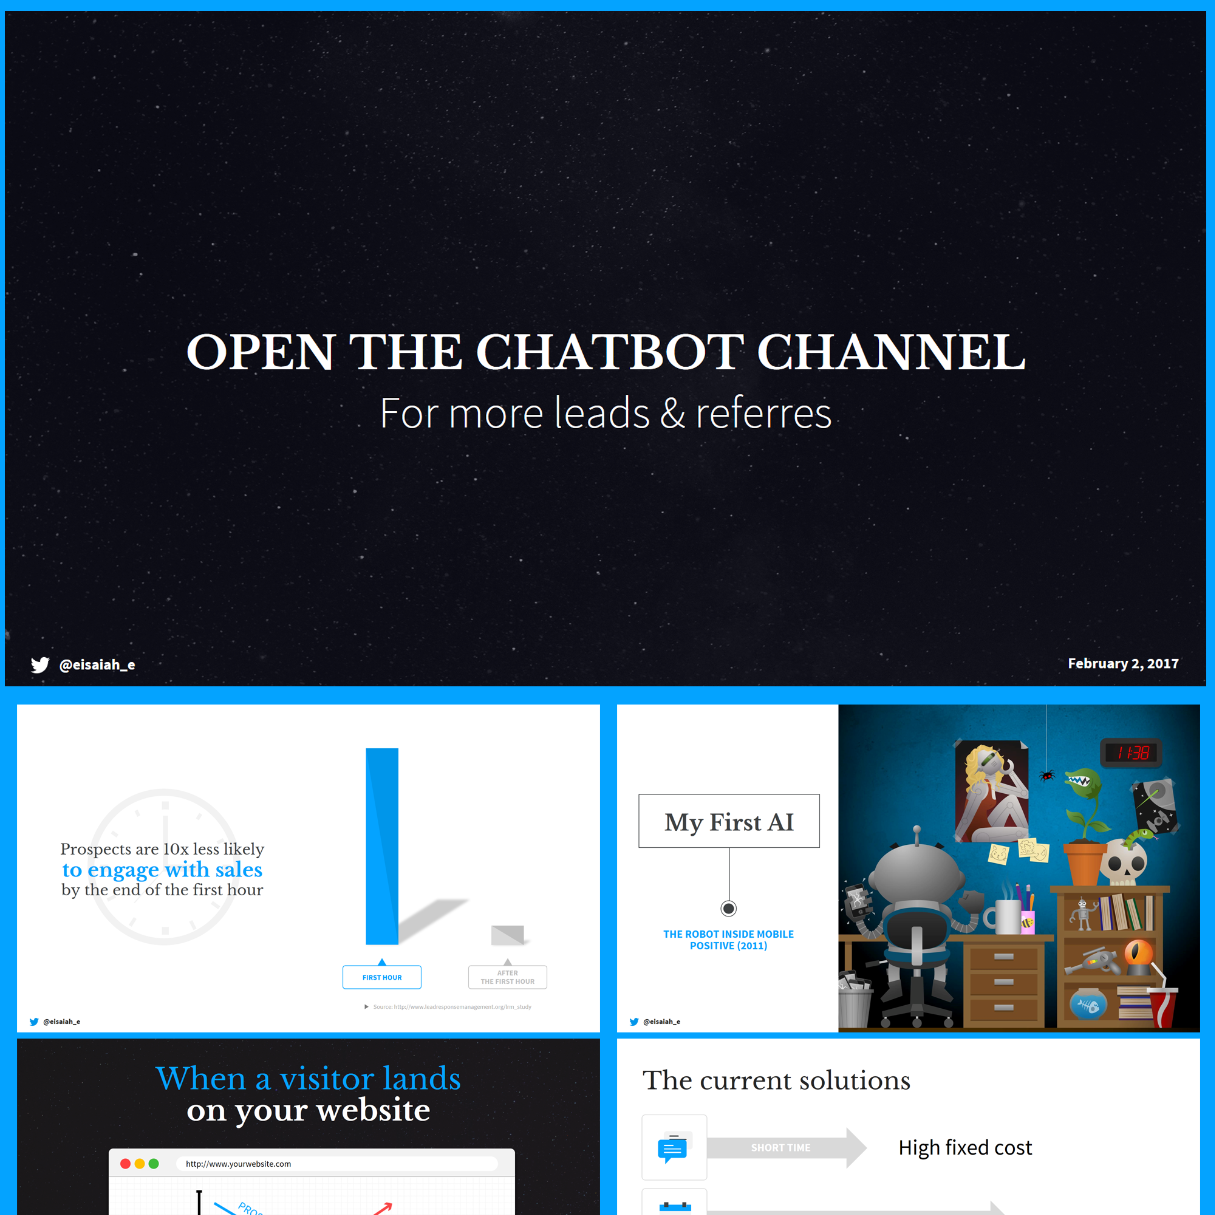 OPEN THE CHATBOT CHANNEL
For more leads & referres
@eisaiah_e
February 2, 2017
Prospects are 10x less likely
to engage with sales
by the end of the first hour
FIRST HOUR
AFTER
THE FIRST HOUR
Source: http://www.leadresponsemanagement.org/lrm_study
@eisaiah_e
My First AI
THE ROBOT INSIDE MOBILE
POSITIVE (2011)
11:38
@eisaiah_e
When a visitor lands
on your website
http://www.yourwebsite.com
The current solutions
SHORT TIME
High fixed cost